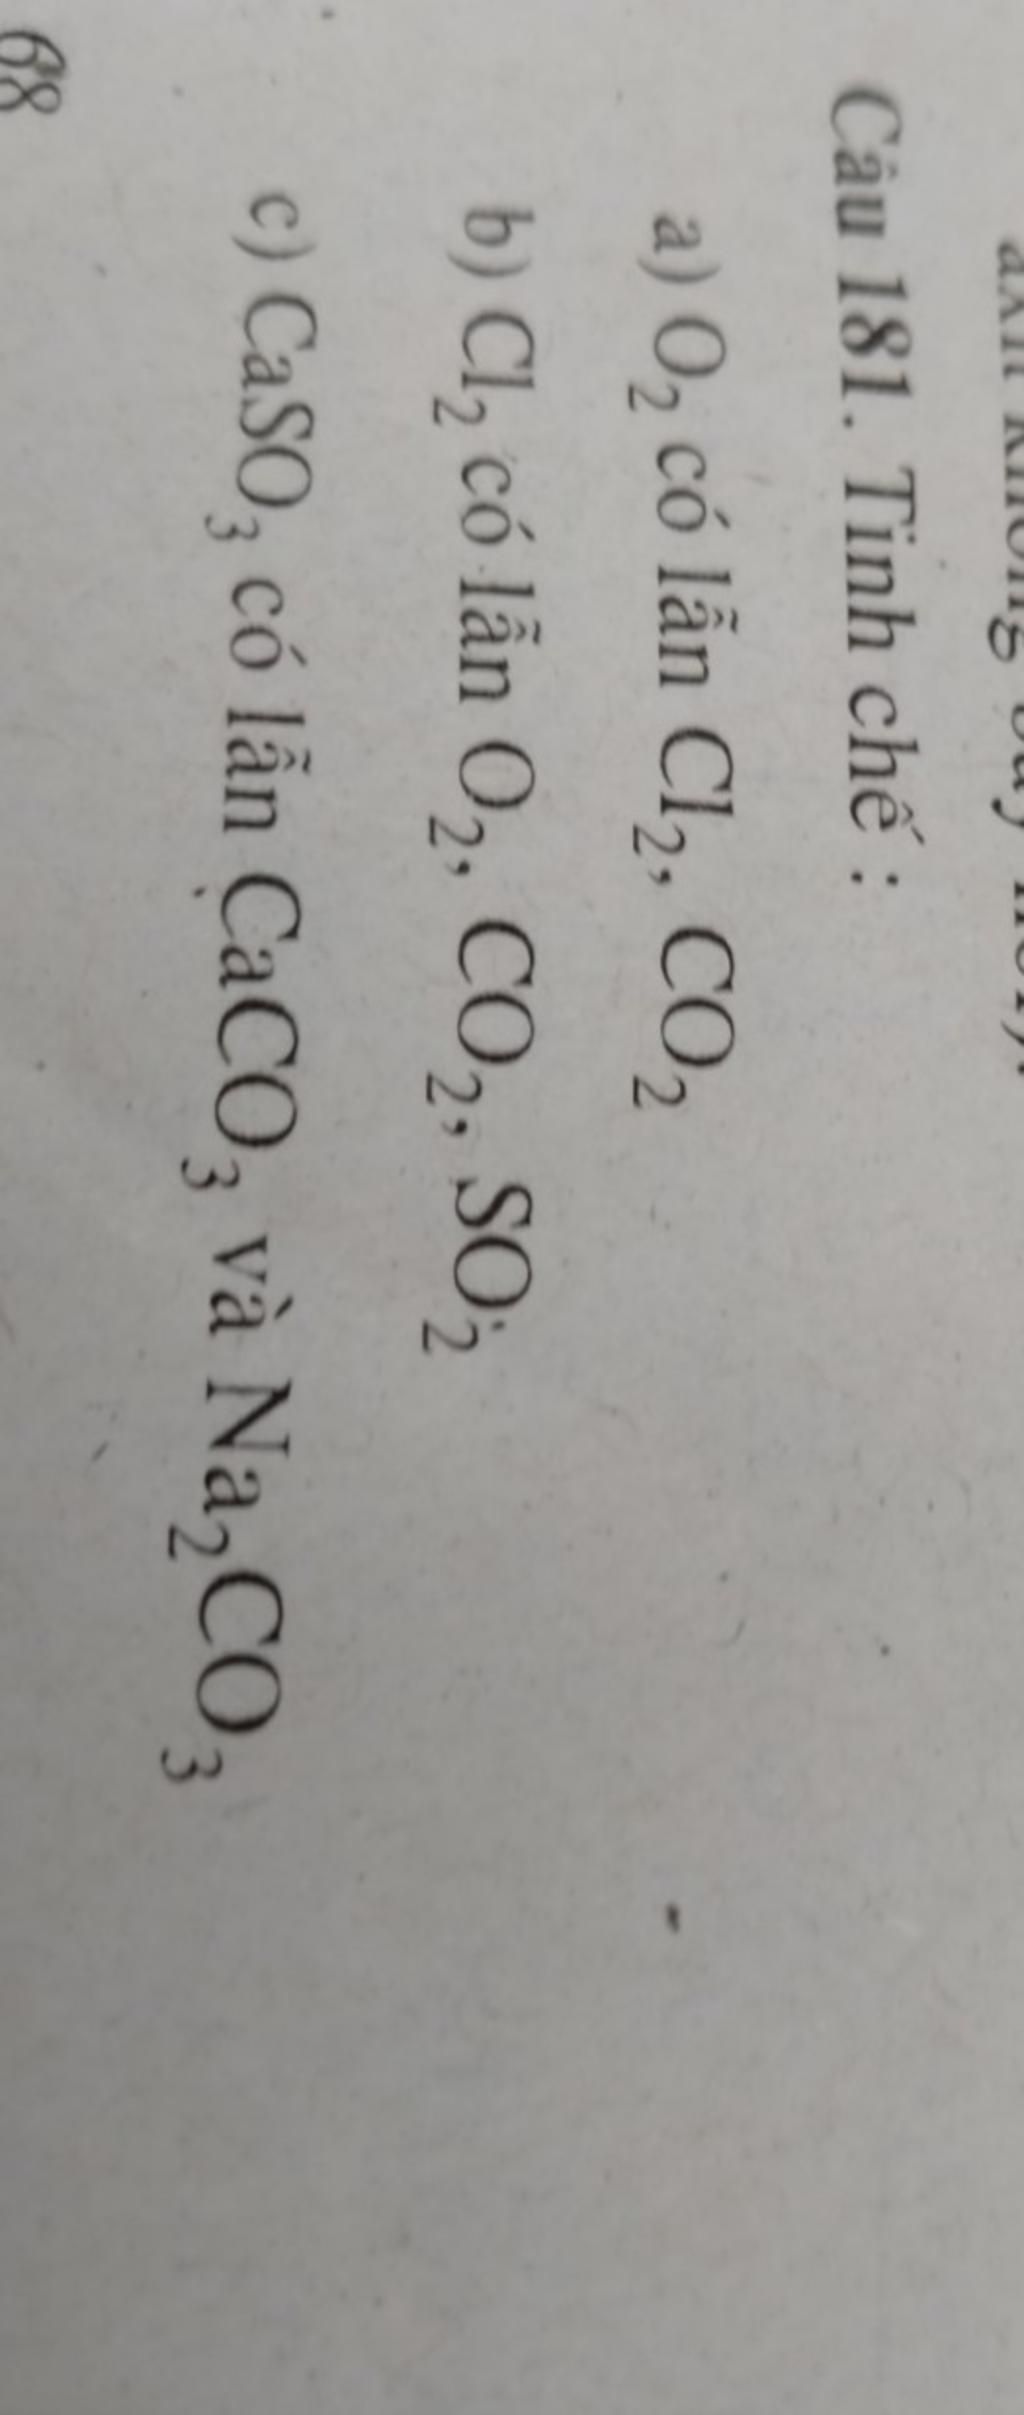 Câu 181. Tinh chế :
a) O₂ có lẫn Cl₂, CO₂
b) Cl₂ có lẫn O₂, CO₂, SO₂
c) CaSO₃ có lẫn CaCO₃ và Na₂CO₃
68